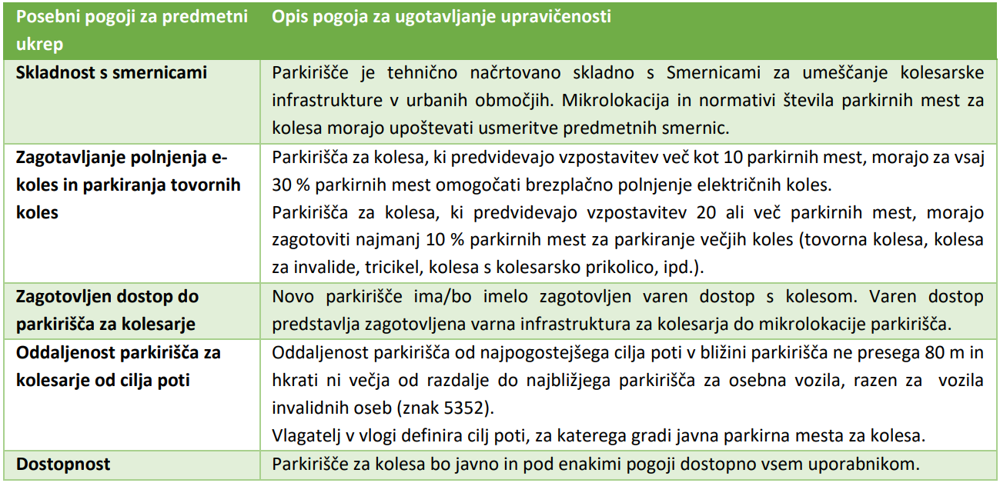 Posebni pogoji za predmetni
ukrep
Opis pogoja za ugotavljanje upravičenosti
Skladnost s smernicami
Parkirišče je tehnično načrtovano skladno s Smernicami za umeščanje kolesarske
infrastrukture v urbanih območjih. Mikrolokacija in normativi števila parkirnih mest za
kolesa morajo upoštevati usmeritve predmetnih smernic.
Zagotavljanje polnjenja e-
koles in parkiranja tovornih
koles
Parkirišča za kolesa, ki predvidevajo vzpostavitev več kot 10 parkirnih mest, morajo za vsaj
30 % parkirnih mest omogočati brezplačno polnjenje električnih koles.
Parkirišča za kolesa, ki predvidevajo vzpostavitev 20 ali več parkirnih mest, morajo
zagotoviti najmanj 10 % parkirnih mest za parkiranje večjih koles (tovorna kolesa, kolesa
za invalide, tricikel, kolesa s kolesarsko prikolico, ipd.).
Zagotovljen dostop do
parkirišča za kolesarje
Novo parkirišče ima/bo imelo zagotovljen varen dostop s kolesom. Varen dostop
predstavlja zagotovljena varna infrastruktura za kolesarja do mikrolokacije parkirišča.
Oddaljenost parkirišča za
kolesarje od cilja poti
Oddaljenost parkirišča od najpogostejšega cilja poti v bližini parkirišča ne presega 80 m in
hkrati ni večja od razdalje do najbližjega parkirišča za osebna vozila, razen za vozila
invalidnih oseb (znak 5352).
Vlagatelj v vlogi definira cilj poti, za katerega gradi javna parkirna mesta za kolesa.
Dostopnost
Parkirišče za kolesa bo javno in pod enakimi pogoji dostopno vsem uporabnikom.